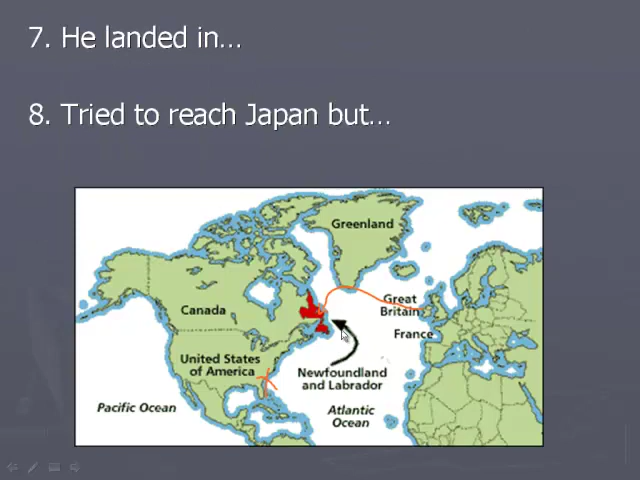 7. He landed in…
8. Tried to reach Japan but…
Greenland
Great
Britain
Canada
France
United States
of America
Newfoundland
and Labrador
Pacific Ocean
Atlantic
Ocean